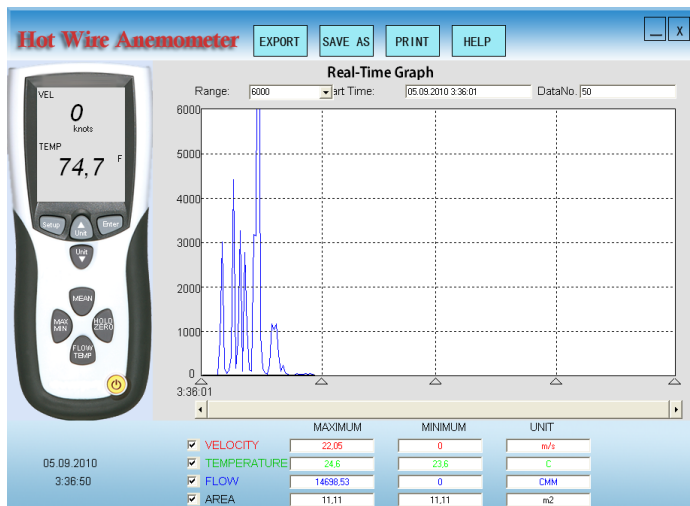 Hot Wire Anemometer EXPORT SAVE AS PRINT HELP _ X
Real-Time Graph
Range: 6000 art Time: 05.09.2010 3:36:01 DataNo. 50
VEL
0
knots
TEMP
74,7 F
Setup Unit Enter
Unit
MEAN
MAX MIN
HOLD ZERO
FLOW TEMP
6000
5000
4000
3000
2000
1000
0
3:36:01
MAXIMUM MINIMUM UNIT
VELOCITY 22,05 0 m/s
TEMPERATURE 24,6 23,6 C
FLOW 14698,53 0 CMM
AREA 11,11 11,11 m2
05.09.2010
3:36:50